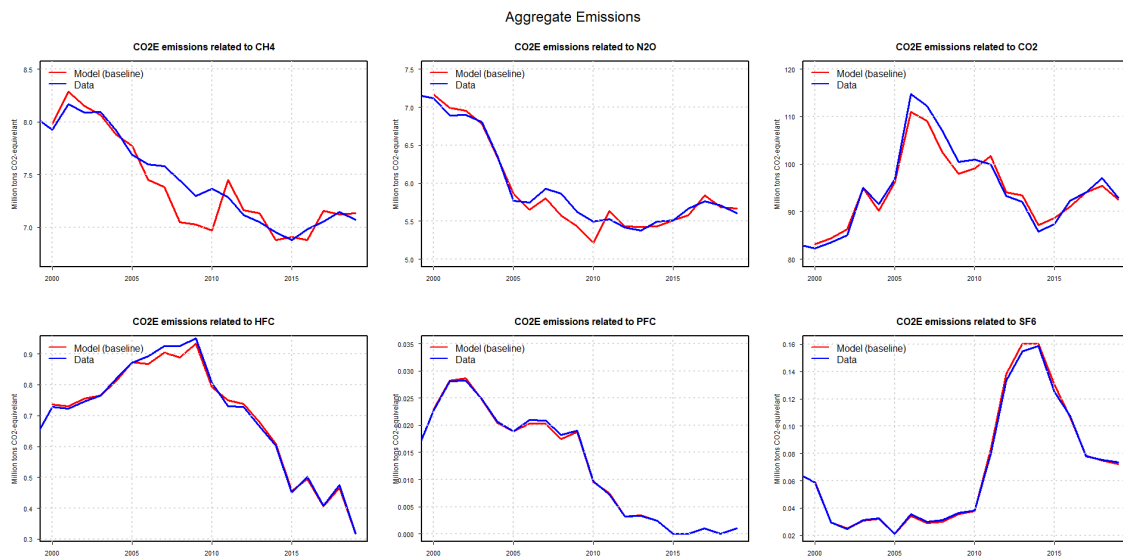 Aggregate Emissions
CO2E emissions related to CH4
Million tons CO2-equivelant
8.5
8.0
7.5
7.0
Model (baseline)
Data
2000 2005 2010 2015
CO2E emissions related to N2O
Million tons CO2-equivelant
7.5
7.0
6.5
6.0
5.5
5.0
Model (baseline)
Data
2000 2005 2010 2015
CO2E emissions related to CO2
Million tons CO2-equivelant
120
110
100
90
80
Model (baseline)
Data
2000 2005 2010 2015
CO2E emissions related to HFC
Million tons CO2-equivelant
0.9
0.8
0.7
0.6
0.5
0.4
0.3
Model (baseline)
Data
2000 2005 2010 2015
CO2E emissions related to PFC
Million tons CO2-equivelant
0.035
0.030
0.025
0.020
0.015
0.010
0.005
0.000
Model (baseline)
Data
2000 2005 2010 2015
CO2E emissions related to SF6
Million tons CO2-equivelant
0.16
0.14
0.12
0.10
0.08
0.06
0.04
0.02
Model (baseline)
Data
2000 2005 2010 2015